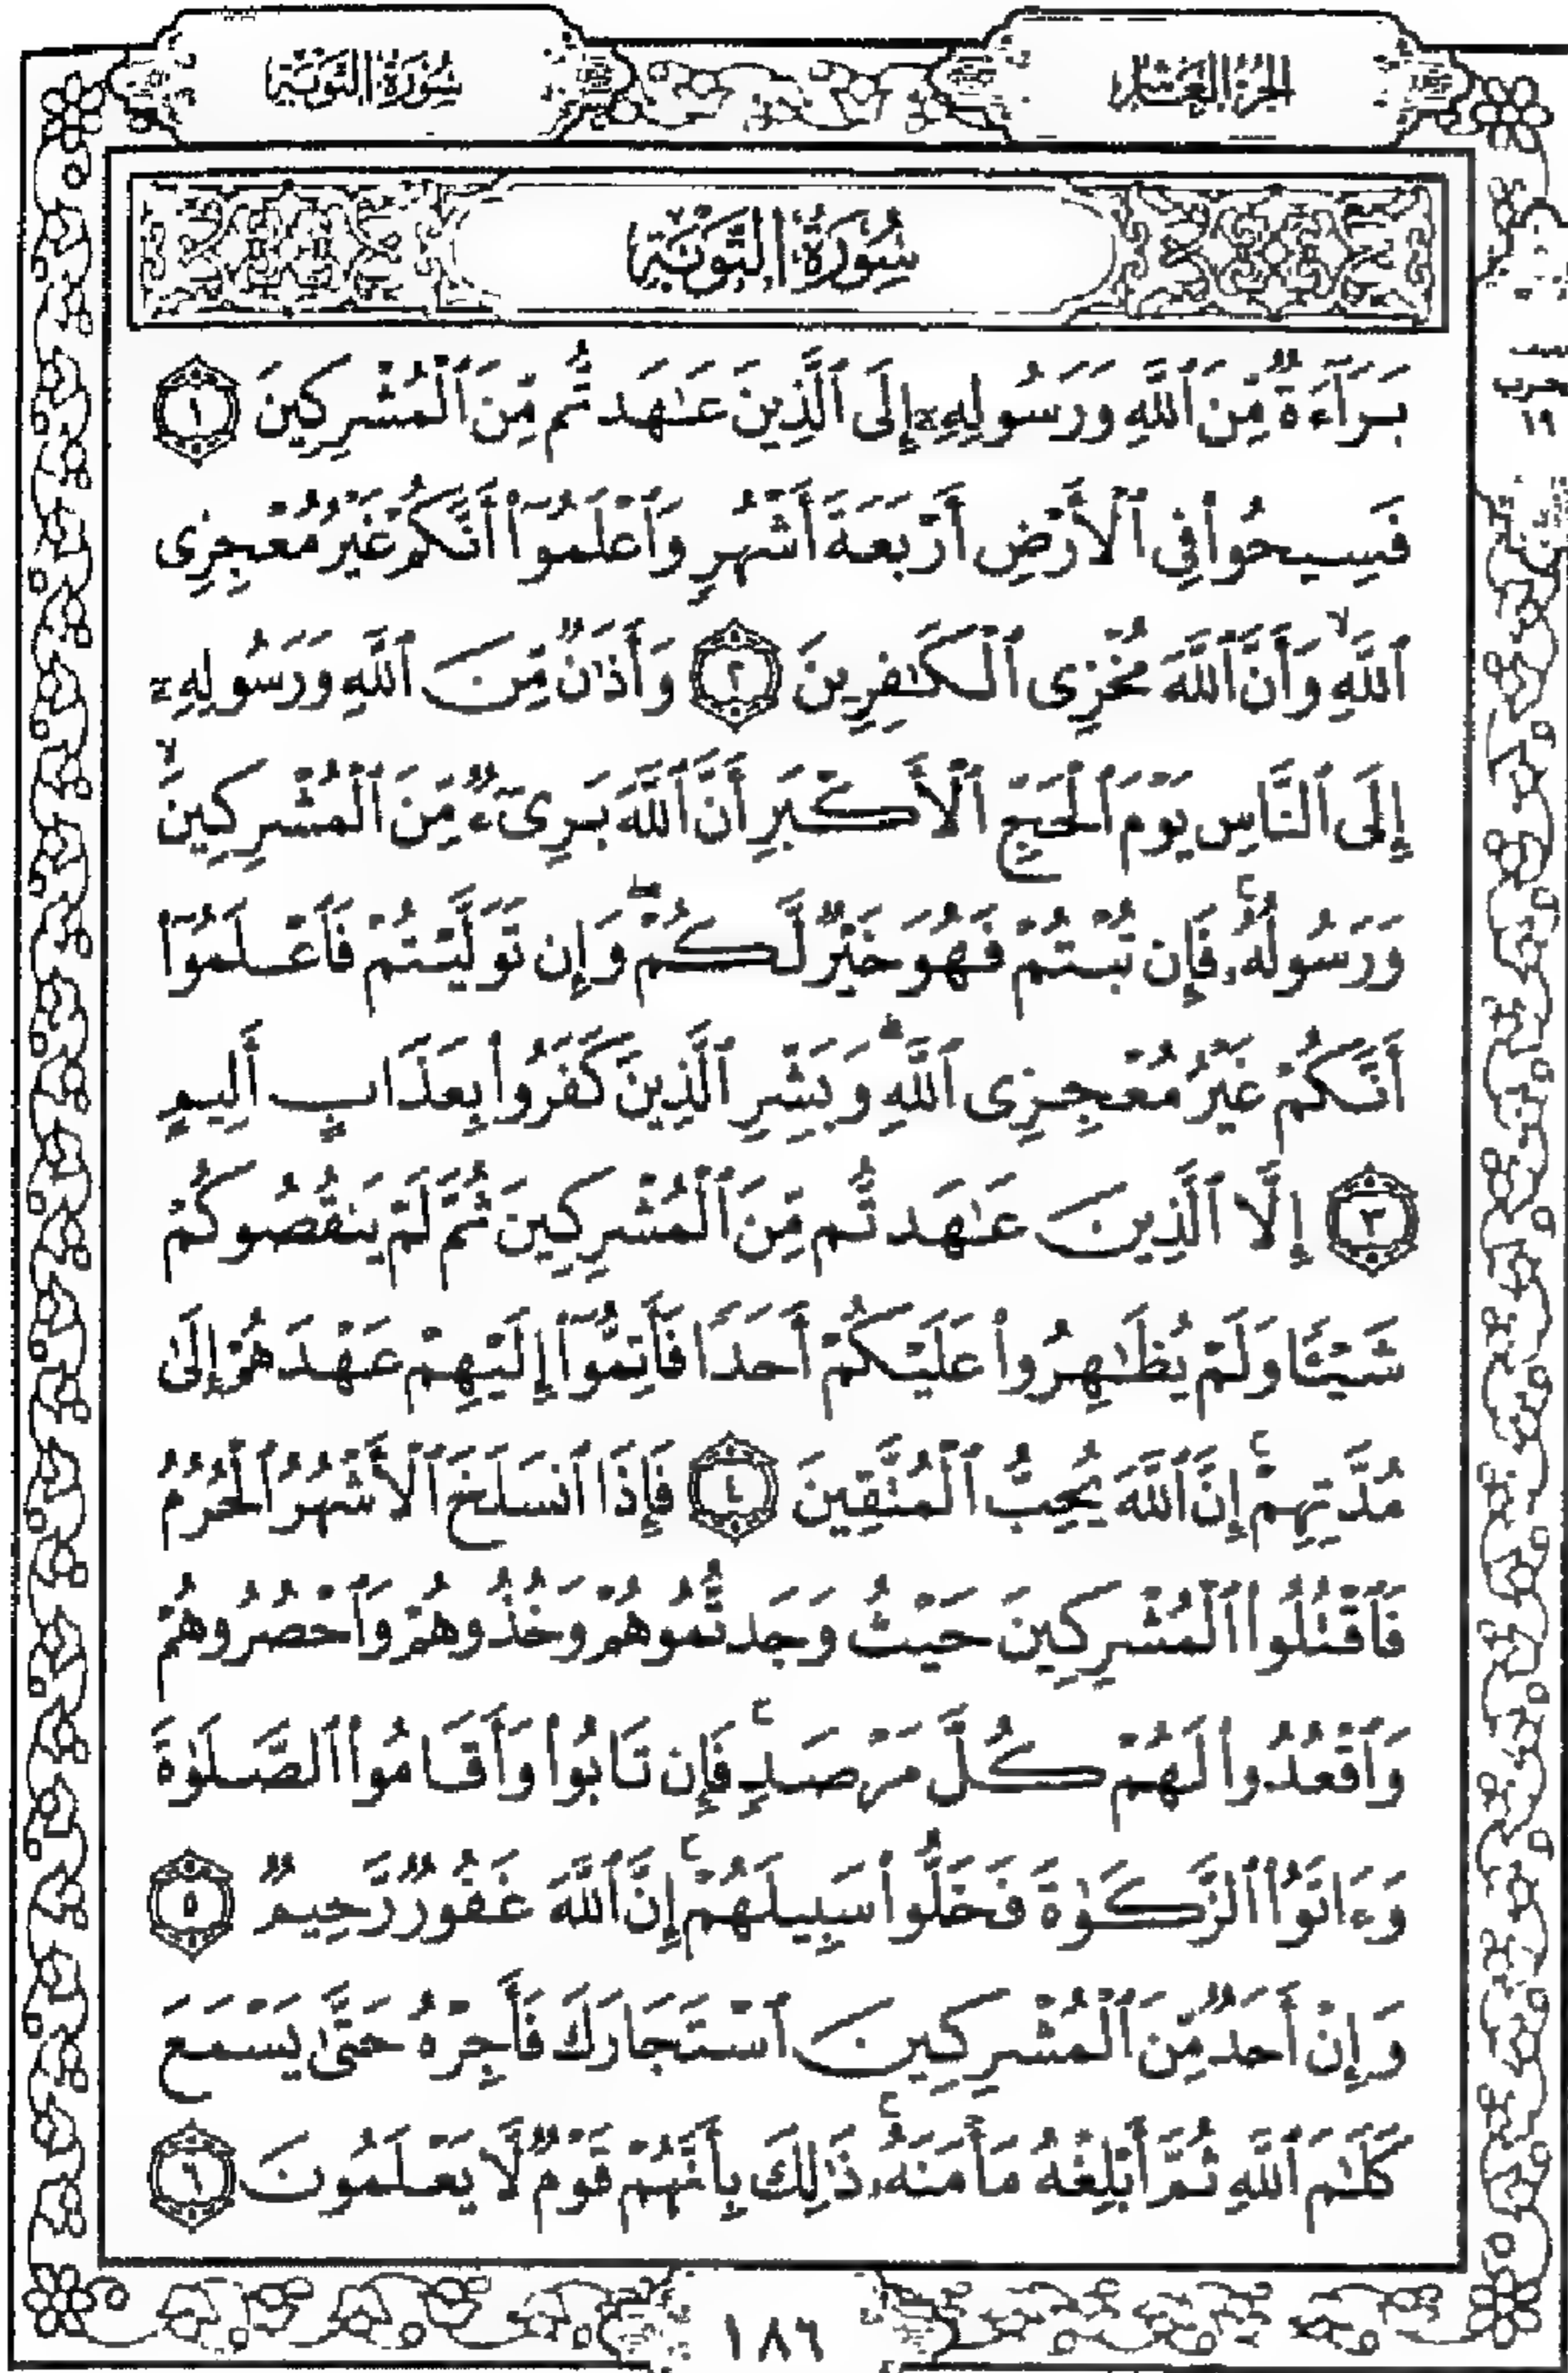 الجزء العاشر
سورة التوبة
سُورَةُ التَّوْبَةِ
بَرَآءَةٌ مِّنَ ٱللَّهِ وَرَسُولِهِۦٓ إِلَى ٱلَّذِينَ عَٰهَدتُّم مِّنَ ٱلْمُشْرِكِينَ ١
فَسِيحُوا۟ فِى ٱلْأَرْضِ أَرْبَعَةَ أَشْهُرٍ وَٱعْلَمُوٓا۟ أَنَّكُمْ غَيْرُ مُعْجِزِى
ٱللَّهِ ۙ وَأَنَّ ٱللَّهَ مُخْزِى ٱلْكَٰفِرِينَ ٢ وَأَذَٰنٌ مِّنَ ٱللَّهِ وَرَسُولِهِۦٓ
إِلَى ٱلنَّاسِ يَوْمَ ٱلْحَجِّ ٱلْأَكْبَرِ أَنَّ ٱللَّهَ بَرِىٓءٌ مِّنَ ٱلْمُشْرِكِينَ ۙ
وَرَسُولُهُۥ ۚ فَإِن تُبْتُمْ فَهُوَ خَيْرٌ لَّكُمْ ۖ وَإِن تَوَلَّيْتُمْ فَٱعْلَمُوٓا۟
أَنَّكُمْ غَيْرُ مُعْجِزِى ٱللَّهِ ۗ وَبَشِّرِ ٱلَّذِينَ كَفَرُوا۟ بِعَذَابٍ أَلِيمٍ
٣ إِلَّا ٱلَّذِينَ عَٰهَدتُّم مِّنَ ٱلْمُشْرِكِينَ ثُمَّ لَمْ يَنقُصُوكُمْ
شَيْـًٔا وَلَمْ يُظَٰهِرُوا۟ عَلَيْكُمْ أَحَدًا فَأَتِمُّوٓا۟ إِلَيْهِمْ عَهْدَهُمْ إِلَىٰ
مُدَّتِهِمْ ۚ إِنَّ ٱللَّهَ يُحِبُّ ٱلْمُتَّقِينَ ٤ فَإِذَا ٱنسَلَخَ ٱلْأَشْهُرُ ٱلْحُرُمُ
فَٱقْتُلُوا۟ ٱلْمُشْرِكِينَ حَيْثُ وَجَدتُّمُوهُمْ وَخُذُوهُمْ وَٱحْصُرُوهُمْ
وَٱقْعُدُوا۟ لَهُمْ كُلَّ مَرْصَدٍ ۚ فَإِن تَابُوا۟ وَأَقَامُوا۟ ٱلصَّلَوٰةَ
وَءَاتَوُا۟ ٱلزَّكَوٰةَ فَخَلُّوا۟ سَبِيلَهُمْ ۚ إِنَّ ٱللَّهَ غَفُورٌ رَّحِيمٌ ٥
وَإِنْ أَحَدٌ مِّنَ ٱلْمُشْرِكِينَ ٱسْتَجَارَكَ فَأَجِرْهُ حَتَّىٰ يَسْمَعَ
كَلَٰمَ ٱللَّهِ ثُمَّ أَبْلِغْهُ مَأْمَنَهُۥ ۚ ذَٰلِكَ بِأَنَّهُمْ قَوْمٌ لَّا يَعْلَمُونَ ٦
١٨٦